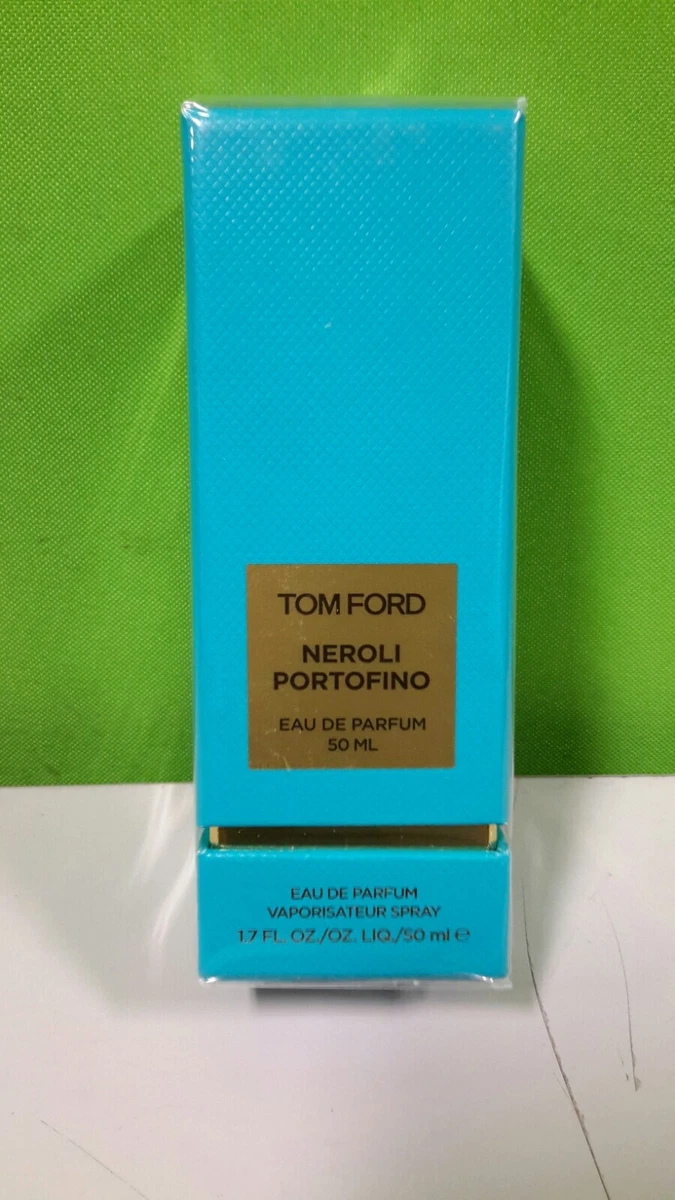 TOM FORD
NEROLI
PORTOFINO
EAU DE PARFUM
50 ML
EAU DE PARFUM
VAPORISATEUR SPRAY
1.7 FL. OZ./OZ. LIQ./50 ml ℮